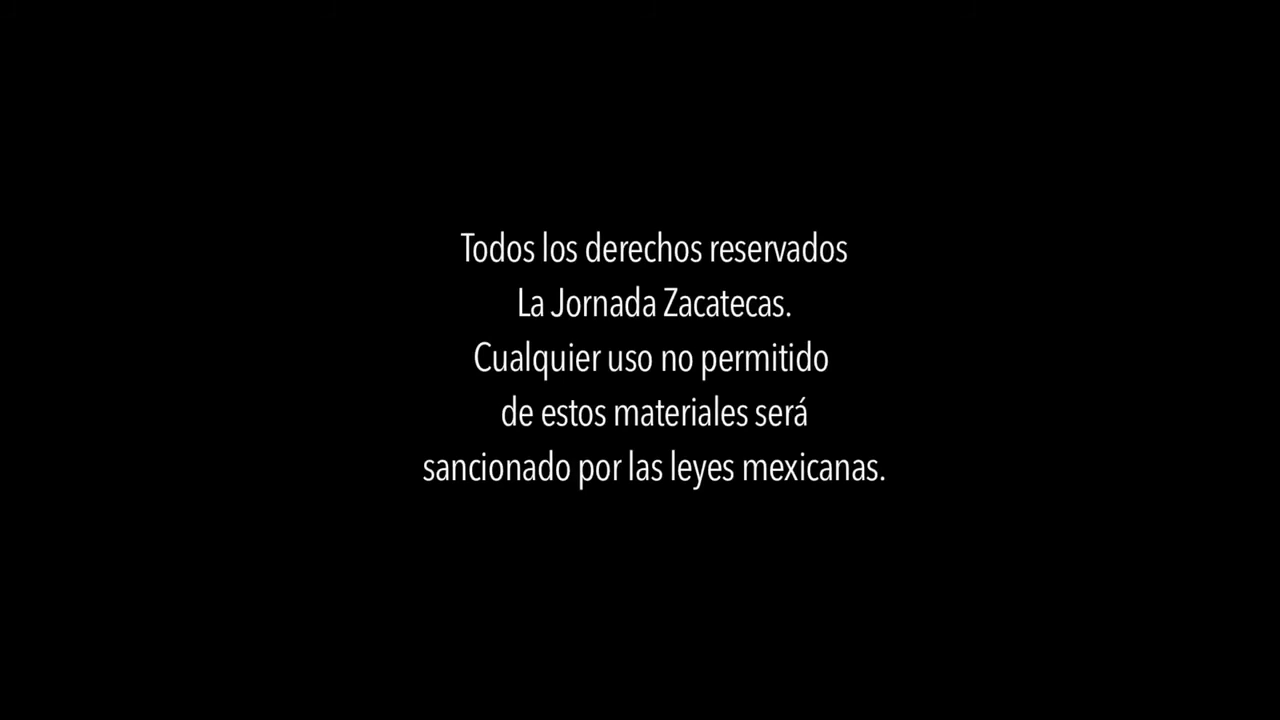 Todos los derechos reservados
La Jornada Zacatecas.
Cualquier uso no permitido
de estos materiales será
sancionado por las leyes mexicanas.